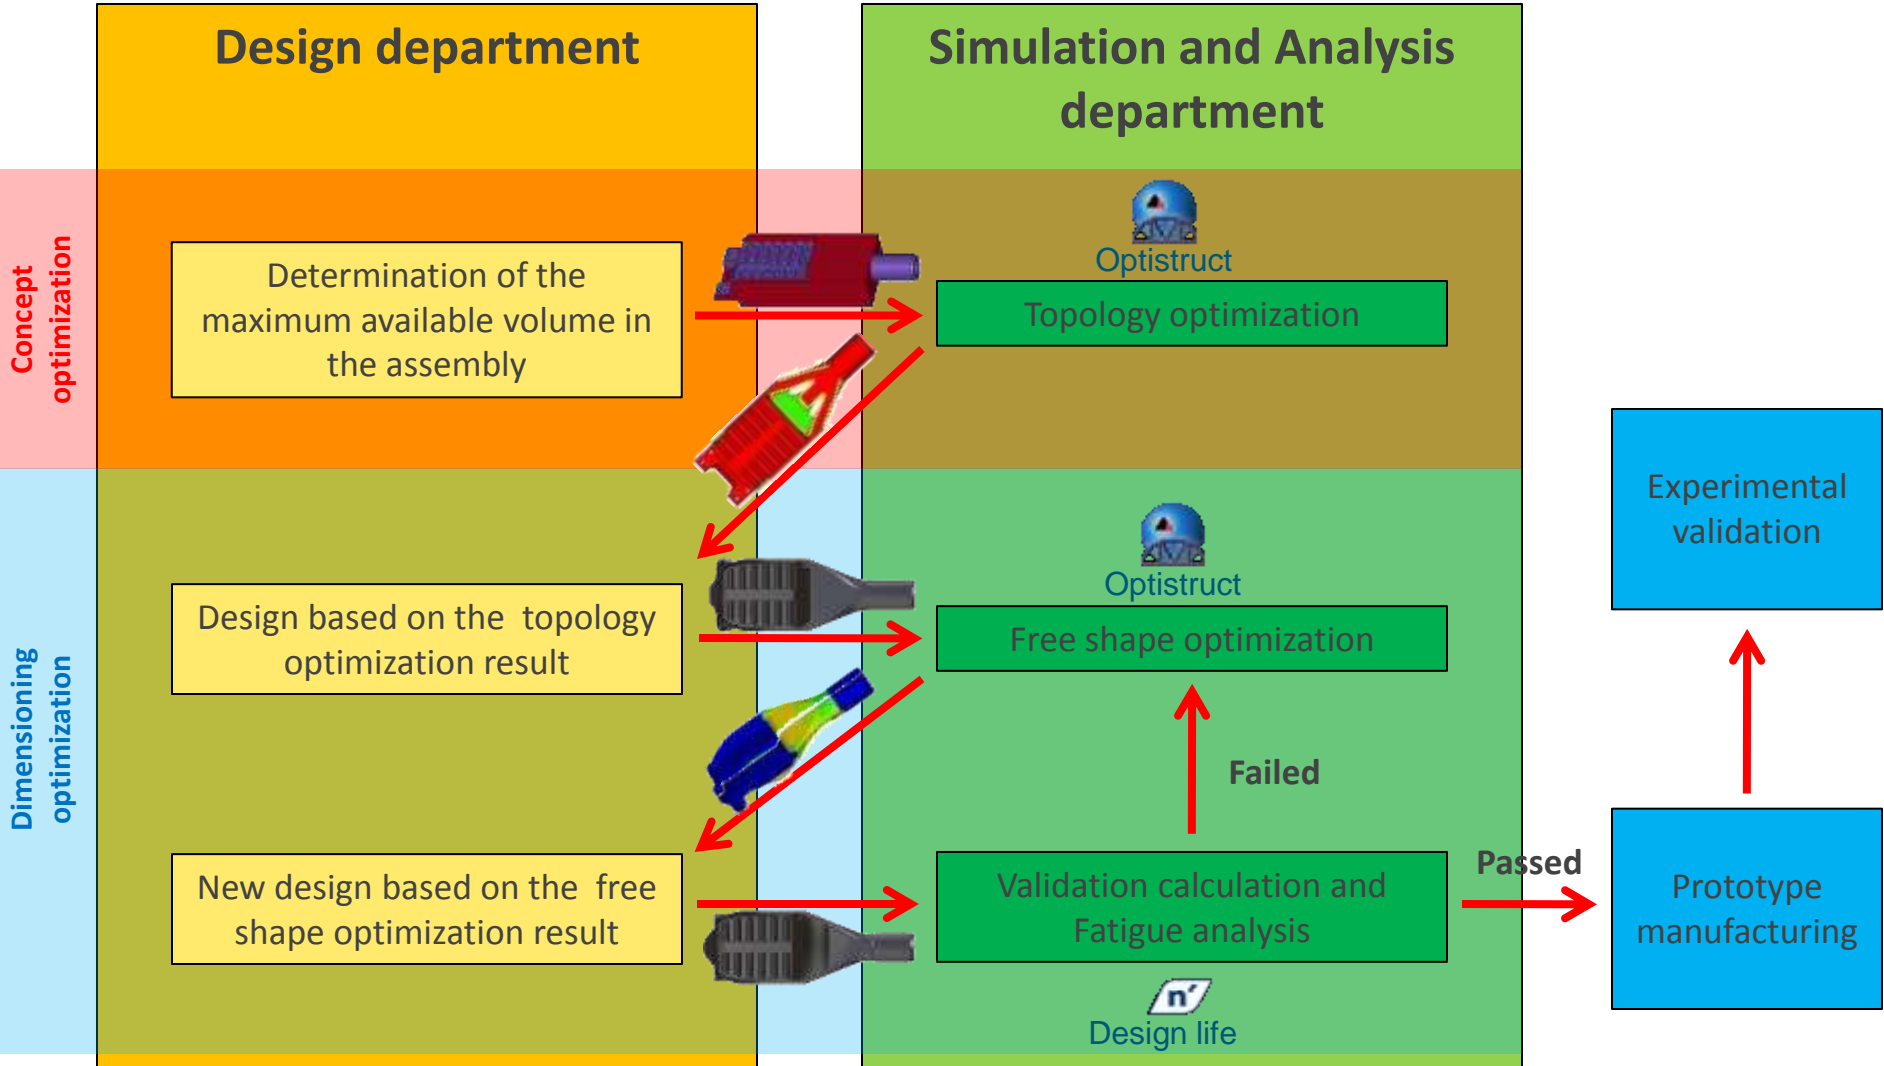 Design department
Simulation and Analysis
department
Concept
optimization
Determination of the
maximum available volume in
the assembly
Optistruct
Topology optimization
Dimensioning
optimization
Design based on the  topology
optimization result
Optistruct
Free shape optimization
Failed
New design based on the  free
shape optimization result
Validation calculation and
Fatigue analysis
n′
Design life
Passed
Prototype
manufacturing
Experimental
validation